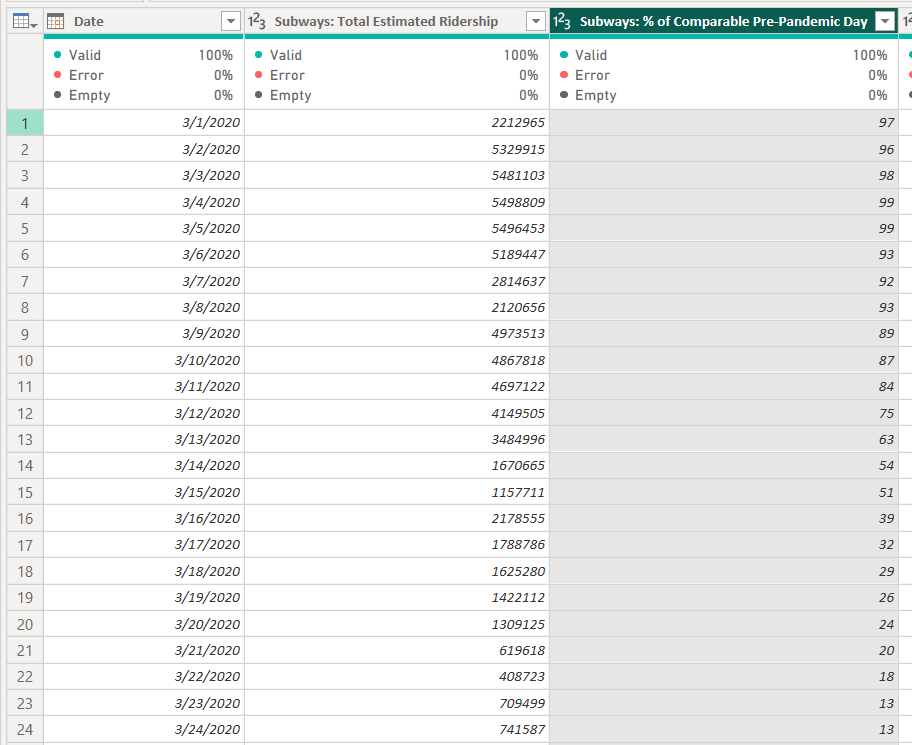 Date 1²3 Subways: Total Estimated Ridership 1²3 Subways: % of Comparable Pre-Pandemic Day
Valid 100% Valid 100% Valid 100%
Error 0% Error 0% Error 0%
Empty 0% Empty 0% Empty 0%
1 3/1/2020 2212965 97
2 3/2/2020 5329915 96
3 3/3/2020 5481103 98
4 3/4/2020 5498809 99
5 3/5/2020 5496453 99
6 3/6/2020 5189447 93
7 3/7/2020 2814637 92
8 3/8/2020 2120656 93
9 3/9/2020 4973513 89
10 3/10/2020 4867818 87
11 3/11/2020 4697122 84
12 3/12/2020 4149505 75
13 3/13/2020 3484996 63
14 3/14/2020 1670665 54
15 3/15/2020 1157711 51
16 3/16/2020 2178555 39
17 3/17/2020 1788786 32
18 3/18/2020 1625280 29
19 3/19/2020 1422112 26
20 3/20/2020 1309125 24
21 3/21/2020 619618 20
22 3/22/2020 408723 18
23 3/23/2020 709499 13
24 3/24/2020 741587 13